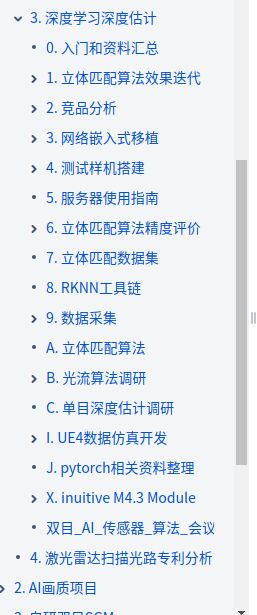 3. 深度学习深度估计
0. 入门和资料汇总
1. 立体匹配算法效果迭代
2. 竞品分析
3. 网络嵌入式移植
4. 测试样机搭建
5. 服务器使用指南
6. 立体匹配算法精度评价
7. 立体匹配数据集
8. RKNN工具链
9. 数据采集
A. 立体匹配算法
B. 光流算法调研
C. 单目深度估计调研
I. UE4数据仿真开发
J. pytorch相关资料整理
X. inuitive M4.3 Module
双目_AI_传感器_算法_会议
4. 激光雷达扫描光路专利分析
2. AI画质项目